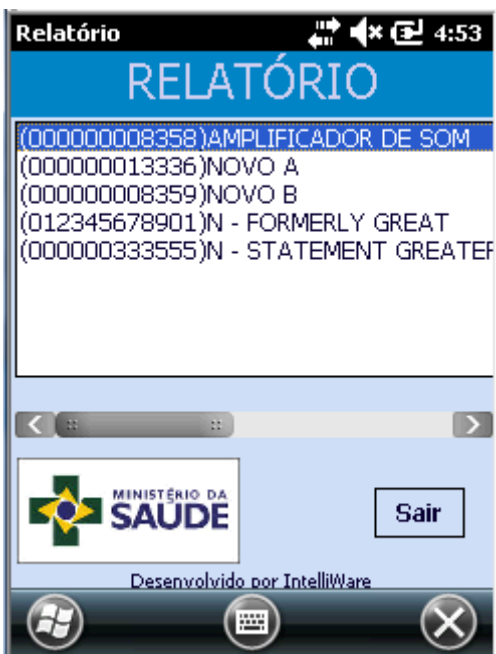 Relatório 4:53
RELATÓRIO
(000000008358)AMPLIFICADOR DE SOM
(000000013336)NOVO A
(000000008359)NOVO B
(012345678901)N - FORMERLY GREAT
(000000333555)N - STATEMENT GREATER
MINISTÉRIO DA
SAÚDE
Sair
Desenvolvido por IntelliWare